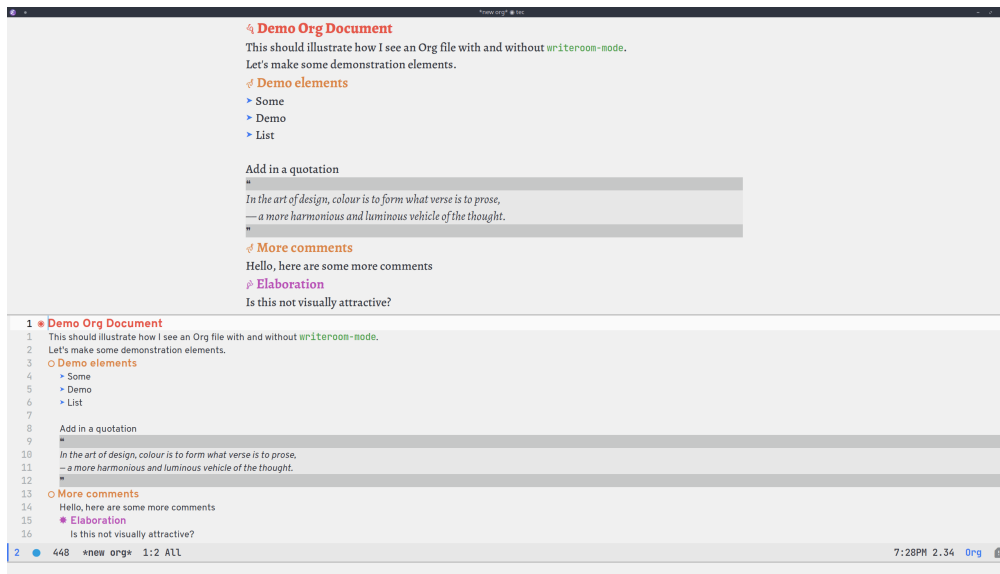 *new org* ◉ tec
Demo Org Document
This should illustrate how I see an Org file with and without writeroom-mode.
Let's make some demonstration elements.
Demo elements
➤ Some
➤ Demo
➤ List
Add in a quotation
❝
In the art of design, colour is to form what verse is to prose,
— a more harmonious and luminous vehicle of the thought.
❞
More comments
Hello, here are some more comments
Elaboration
Is this not visually attractive?
1 ◉ Demo Org Document
1 This should illustrate how I see an Org file with and without writeroom-mode.
2 Let's make some demonstration elements.
3 ○ Demo elements
4 ➤ Some
5 ➤ Demo
6 ➤ List
7
8 Add in a quotation
9 ❝
10 In the art of design, colour is to form what verse is to prose,
11 — a more harmonious and luminous vehicle of the thought.
12 ❞
13 ○ More comments
14 Hello, here are some more comments
15 ✸ Elaboration
16 Is this not visually attractive?
2 448 *new org* 1:2 All 7:28PM 2.34 Org